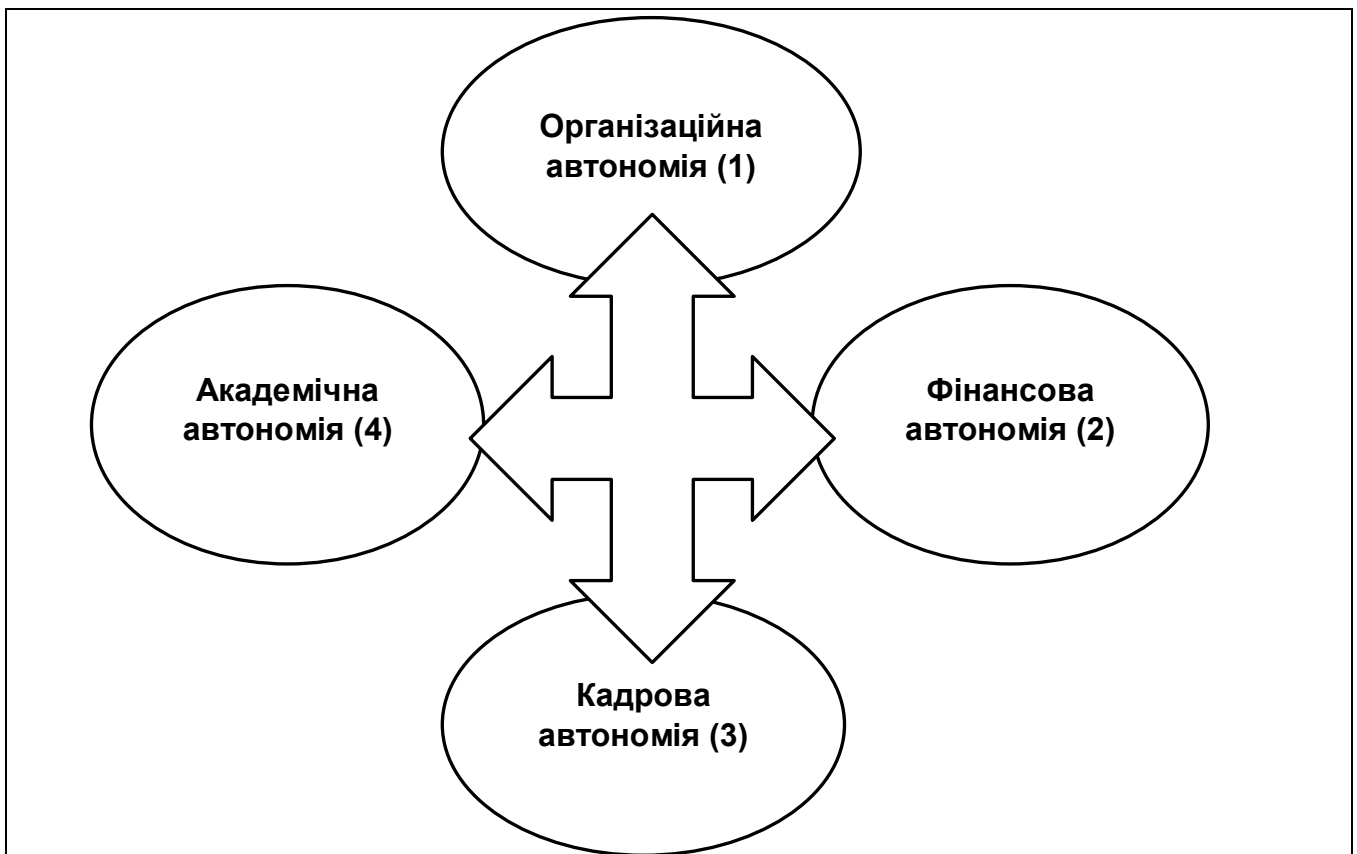 Організаційна
автономія (1)
Академічна
автономія (4)
Фінансова
автономія (2)
Кадрова
автономія (3)